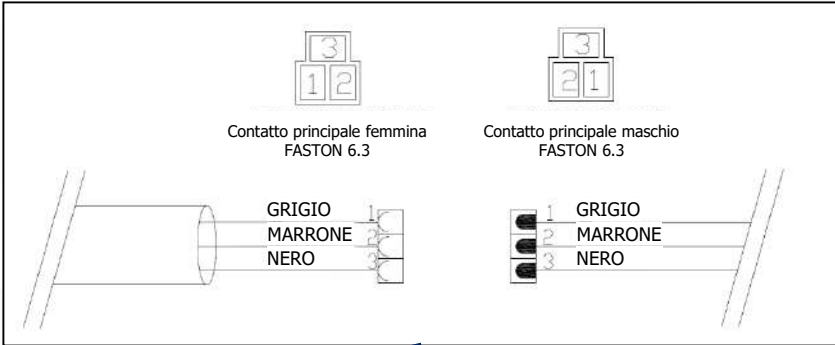 3
1 2
3
2 1
Contatto principale femmina
FASTON 6.3
Contatto principale maschio
FASTON 6.3
GRIGIO 1
MARRONE 2
NERO 3
1 GRIGIO
2 MARRONE
3 NERO